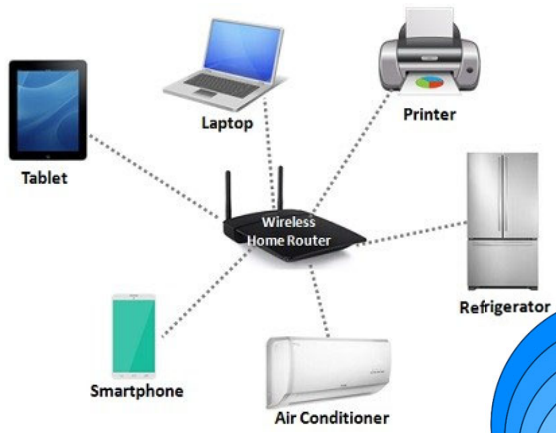 Laptop
Printer
Tablet
Wireless
Home Router
Refrigerator
Smartphone
Air Conditioner